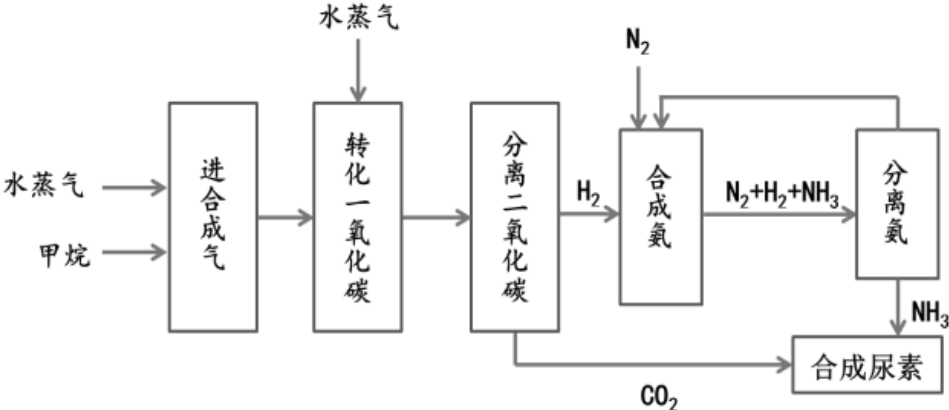 水蒸气
N₂
水蒸气
甲烷
进合成气
转化一氧化碳
分离二氧化碳
H₂
合成氨
N₂+H₂+NH₃
分离氨
NH₃
合成尿素
CO₂